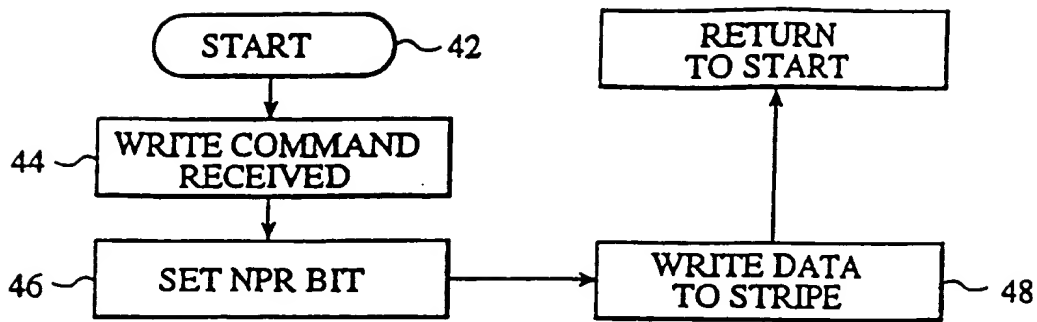 START
42
44
WRITE COMMAND
RECEIVED
46
SET NPR BIT
WRITE DATA
TO STRIPE
48
RETURN
TO START